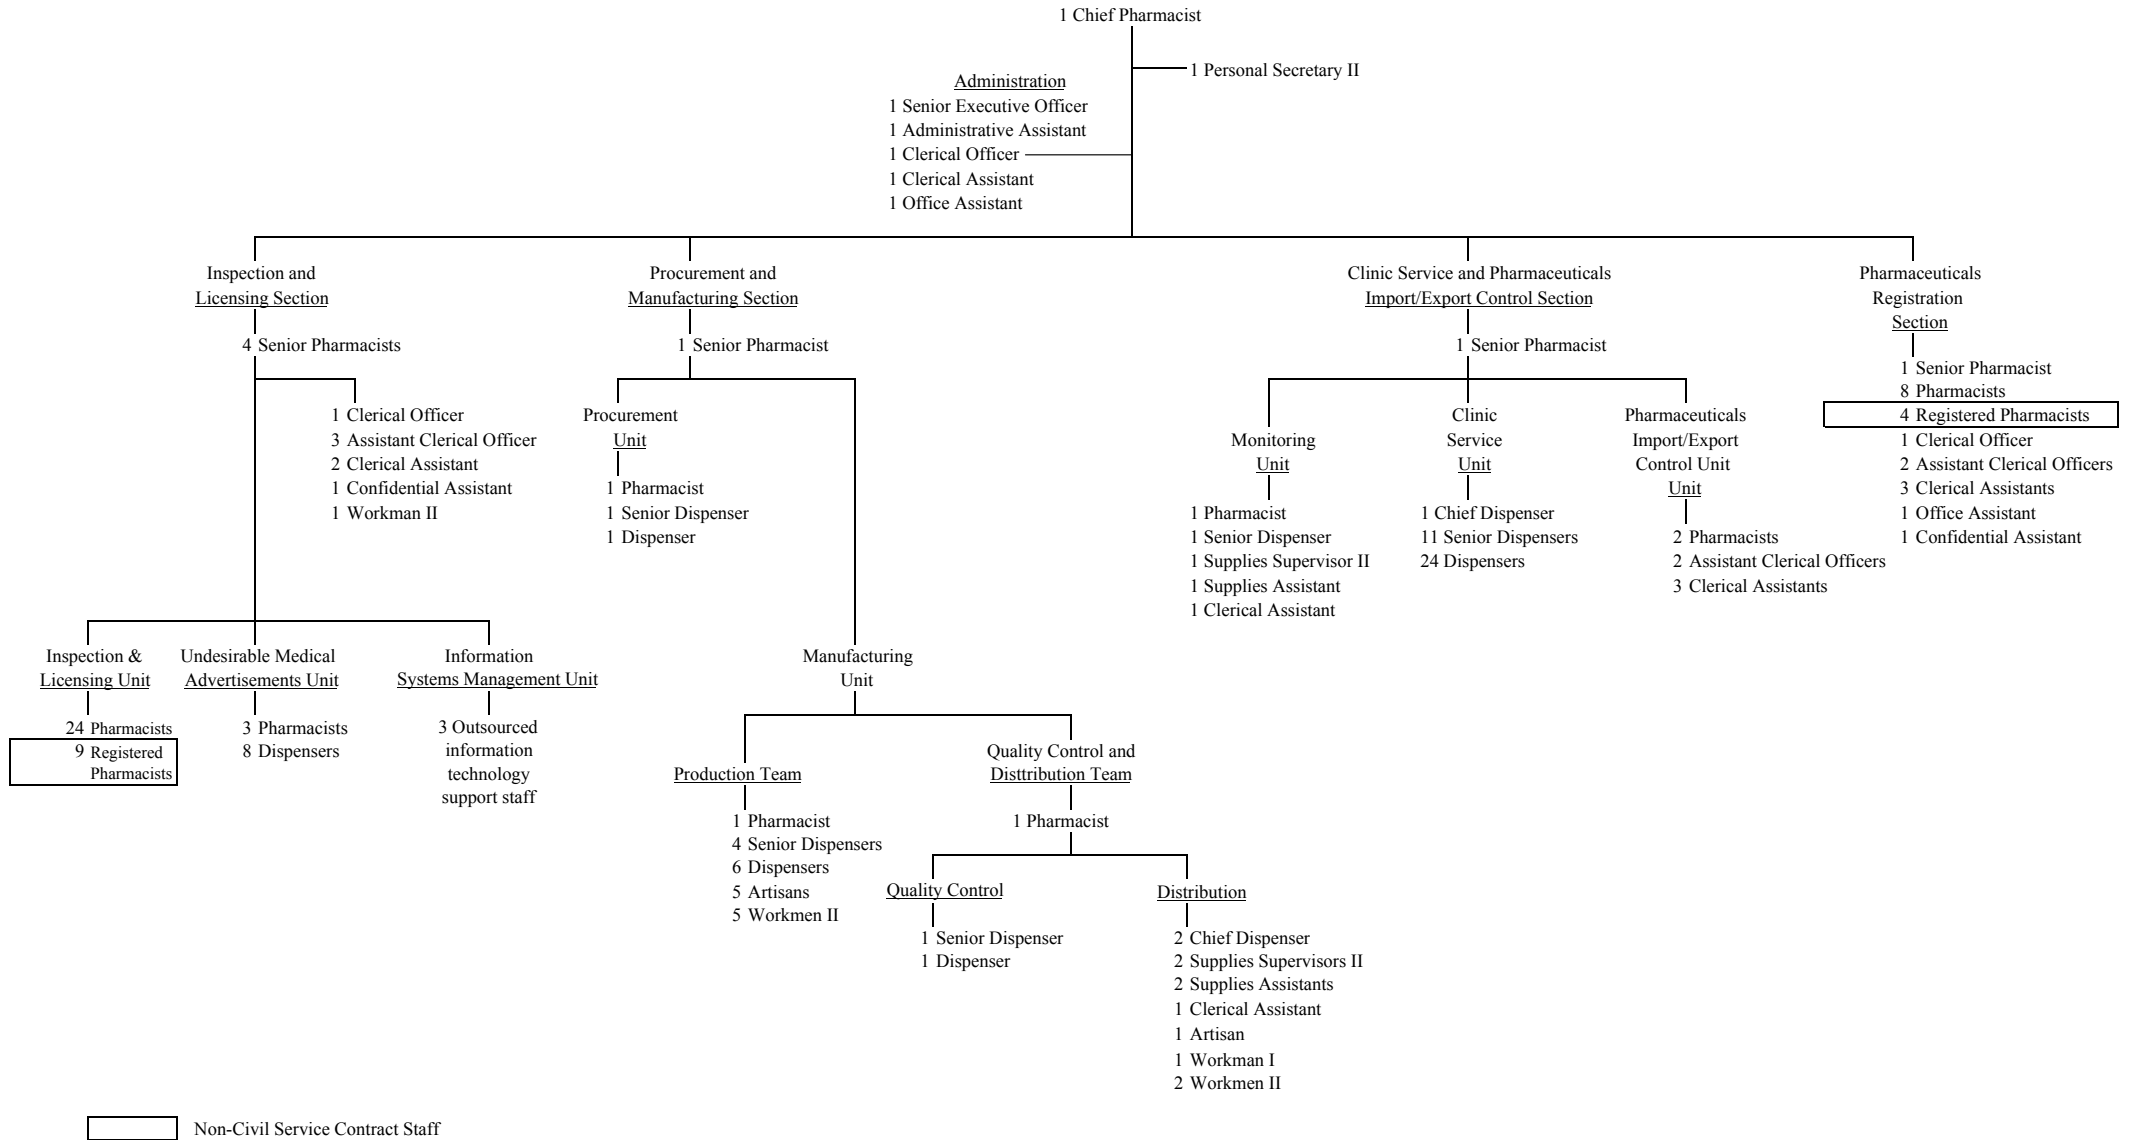 1 Chief Pharmacist
1 Personal Secretary II
Administration
1 Senior Executive Officer
1 Administrative Assistant
1 Clerical Officer
1 Clerical Assistant
1 Office Assistant
Inspection and
Licensing Section
4 Senior Pharmacists
1 Clerical Officer
3 Assistant Clerical Officer
2 Clerical Assistant
1 Confidential Assistant
1 Workman II
Inspection &
Licensing Unit
24 Pharmacists
9 Registered
Pharmacists
Undesirable Medical
Advertisements Unit
3 Pharmacists
8 Dispensers
Information
Systems Management Unit
3 Outsourced
information
technology
support staff
Procurement and
Manufacturing Section
1 Senior Pharmacist
Procurement
Unit
1 Pharmacist
1 Senior Dispenser
1 Dispenser
Manufacturing
Unit
Production Team
1 Pharmacist
4 Senior Dispensers
6 Dispensers
5 Artisans
5 Workmen II
Quality Control and
Disttribution Team
1 Pharmacist
Quality Control
1 Senior Dispenser
1 Dispenser
Distribution
2 Chief Dispenser
2 Supplies Supervisors II
2 Supplies Assistants
1 Clerical Assistant
1 Artisan
1 Workman I
2 Workmen II
Clinic Service and Pharmaceuticals
Import/Export Control Section
1 Senior Pharmacist
Monitoring
Unit
1 Pharmacist
1 Senior Dispenser
1 Supplies Supervisor II
1 Supplies Assistant
1 Clerical Assistant
Clinic
Service
Unit
1 Chief Dispenser
11 Senior Dispensers
24 Dispensers
Pharmaceuticals
Import/Export
Control Unit
Unit
2 Pharmacists
2 Assistant Clerical Officers
3 Clerical Assistants
Pharmaceuticals
Registration
Section
1 Senior Pharmacist
8 Pharmacists
4 Registered Pharmacists
1 Clerical Officer
2 Assistant Clerical Officers
3 Clerical Assistants
1 Office Assistant
1 Confidential Assistant
Non-Civil Service Contract Staff